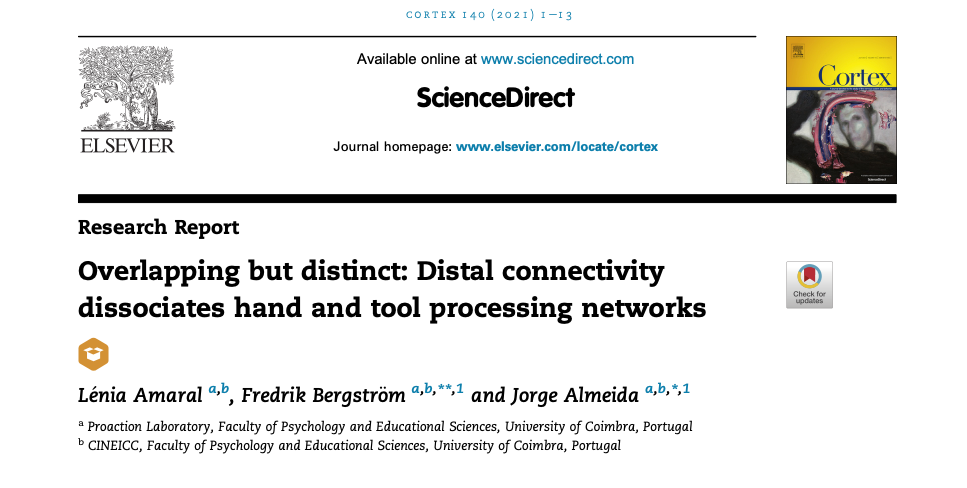 CORTEX 140 (2021) 1–13
Available online at www.sciencedirect.com
ScienceDirect
Journal homepage: www.elsevier.com/locate/cortex
ELSEVIER
Cortex
Research Report
Overlapping but distinct: Distal connectivity
dissociates hand and tool processing networks
Check for
updates
Lénia Amaral a,b, Fredrik Bergström a,b,**,1 and Jorge Almeida a,b,*,1
a Proaction Laboratory, Faculty of Psychology and Educational Sciences, University of Coimbra, Portugal
b CINEICC, Faculty of Psychology and Educational Sciences, University of Coimbra, Portugal